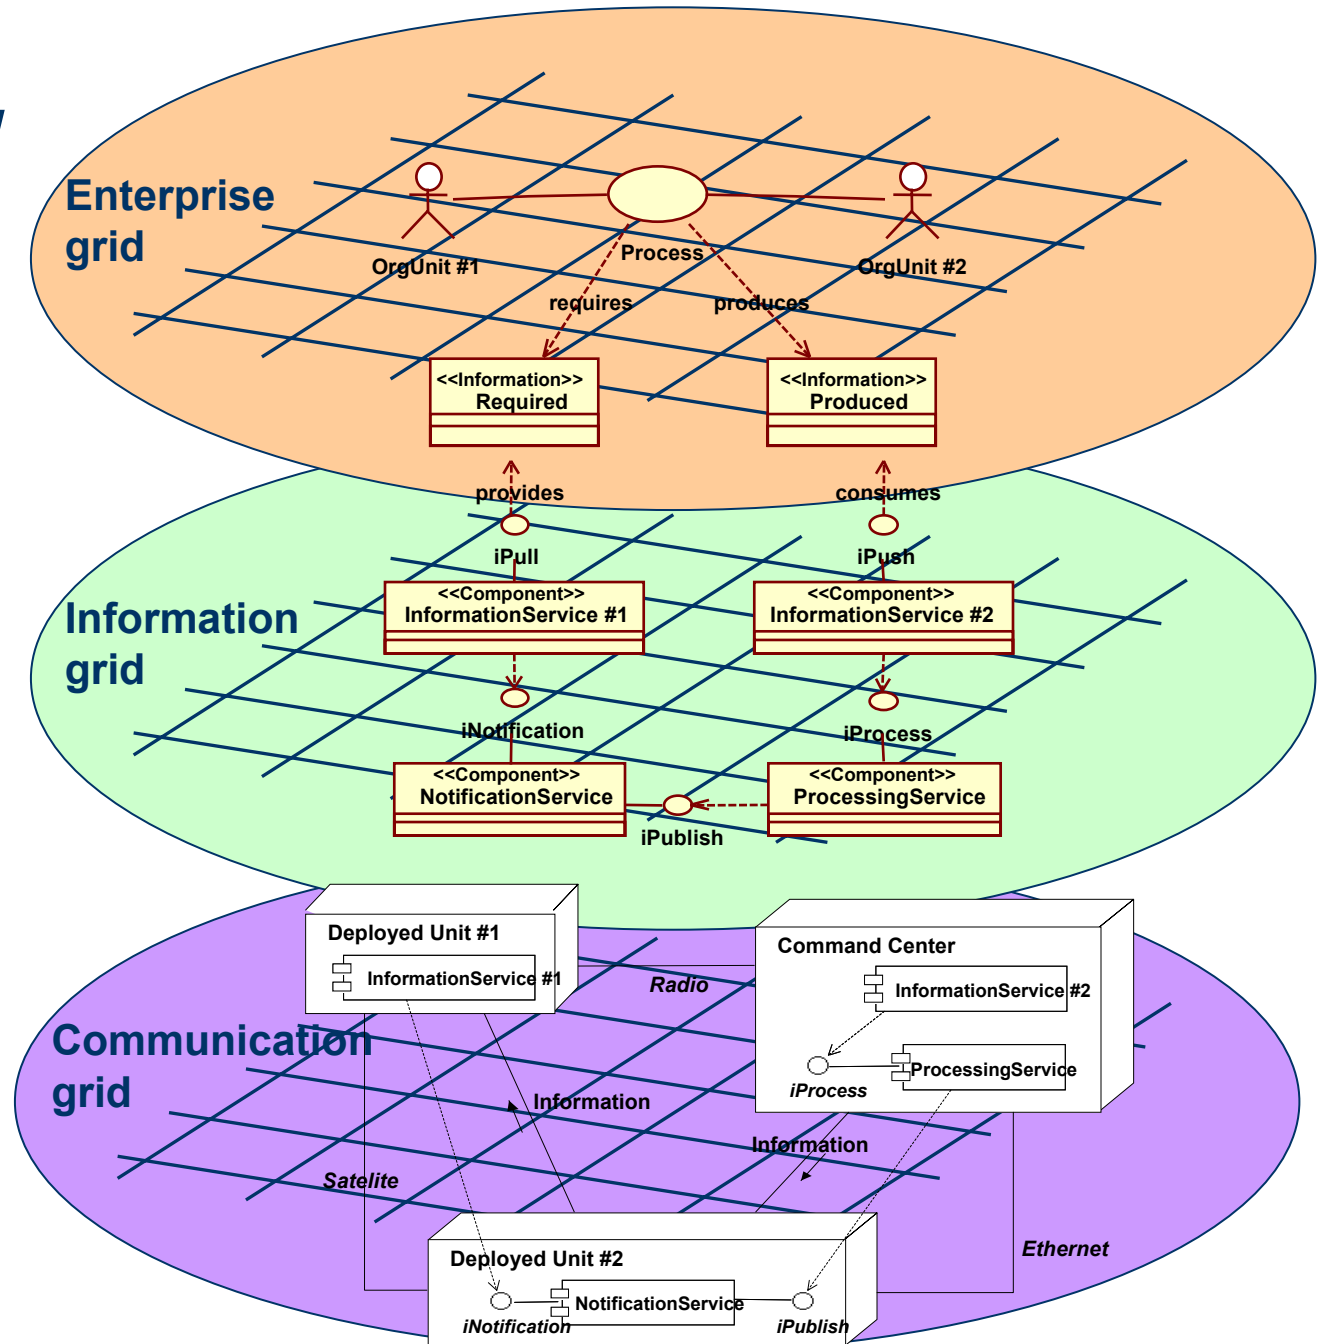 Enterprise
grid
OrgUnit #1
Process
OrgUnit #2
requires
produces
<<Information>>
Required
<<Information>>
Produced
provides
consumes
iPull
iPush
Information
grid
<<Component>>
InformationService #1
<<Component>>
InformationService #2
iNotification
iProcess
<<Component>>
NotificationService
<<Component>>
ProcessingService
iPublish
Deployed Unit #1
InformationService #1
Radio
Command Center
InformationService #2
ProcessingService
iProcess
Communication
grid
Information
Information
Satelite
Ethernet
Deployed Unit #2
NotificationService
iNotification
iPublish